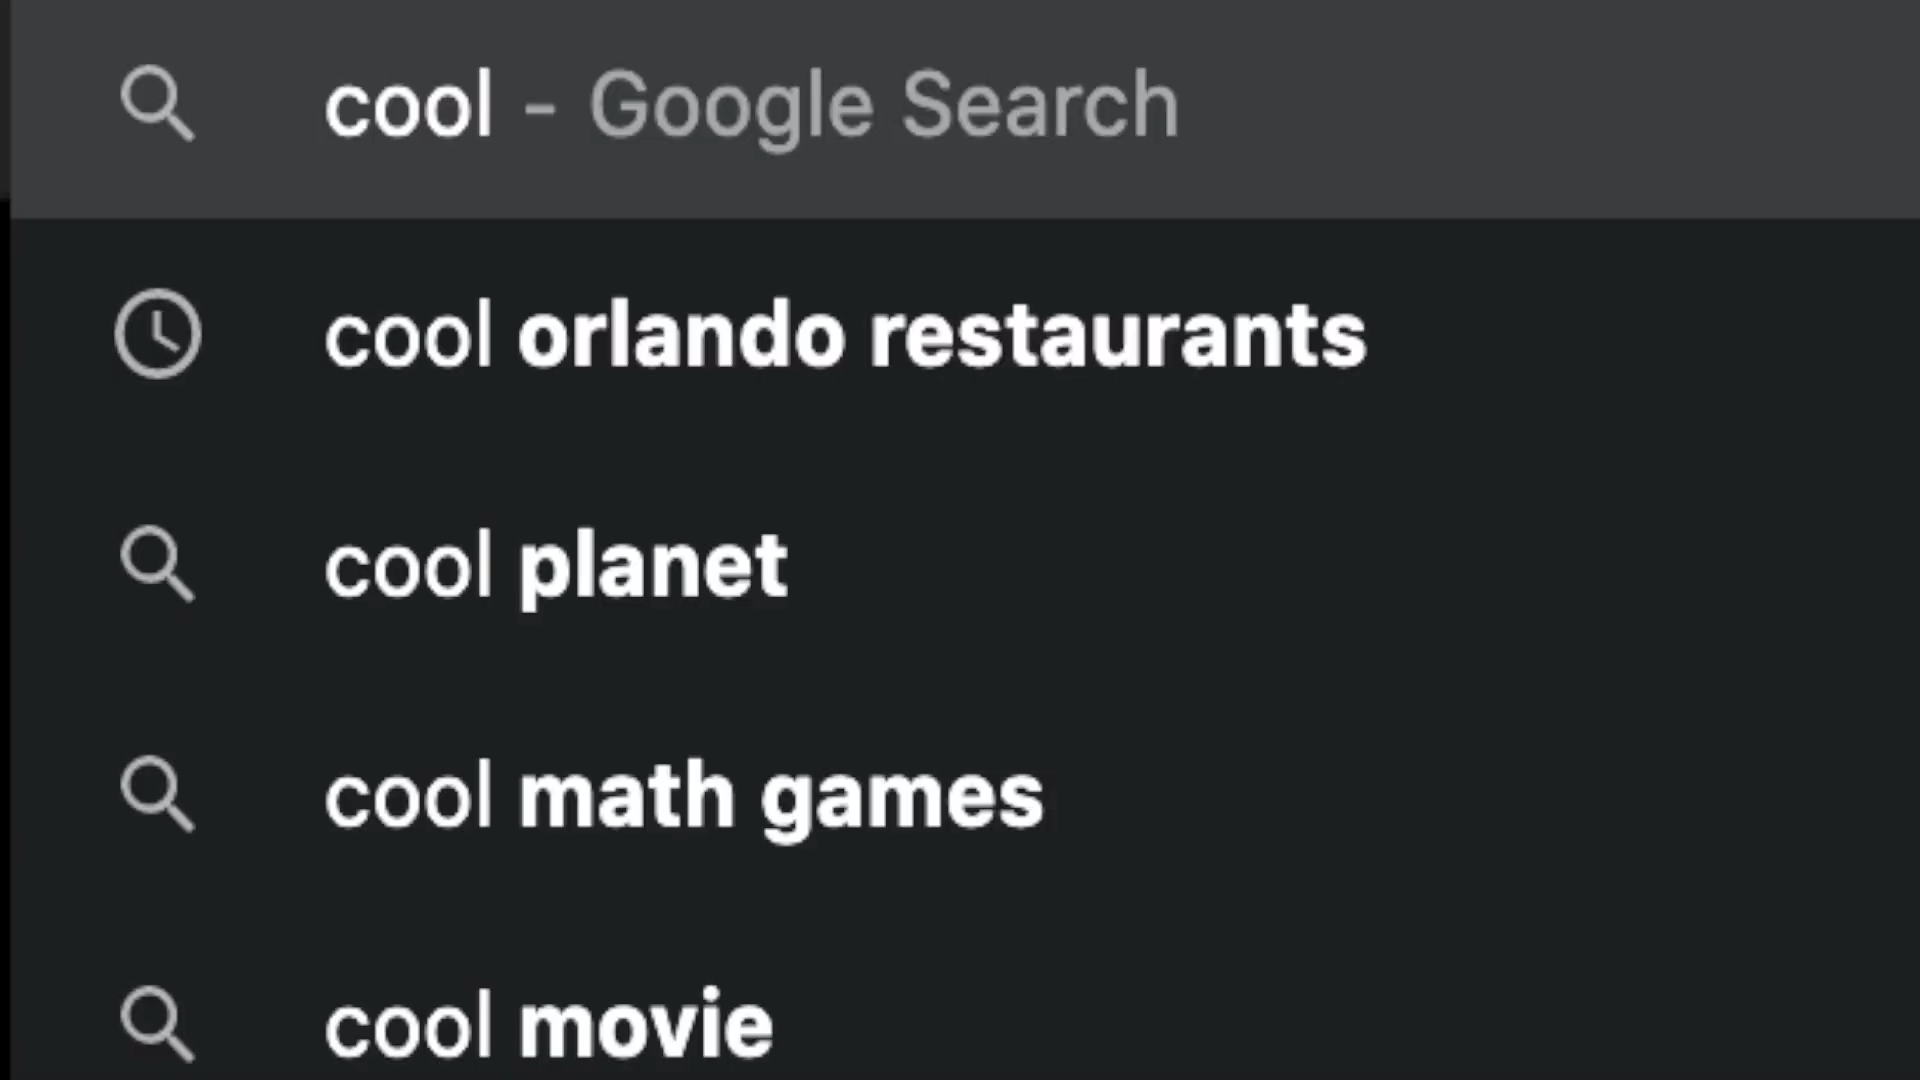 cool - Google Search
cool orlando restaurants
cool planet
cool math games
cool movie